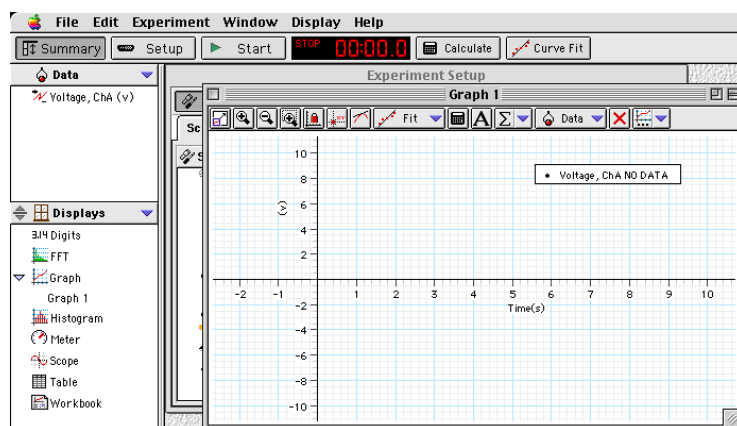 File Edit Experiment Window Display Help
Summary Setup Start STOP 00:00.0 Calculate Curve Fit
Data
Voltage, ChA (v)
Displays
3.14 Digits
FFT
Graph
Graph 1
Histogram
Meter
Scope
Table
Workbook
Experiment Setup
Sc
S
Graph 1
Fit A Σ Data
Voltage, ChA NO DATA
(V)
10
8
6
4
2
-2
-4
-6
-8
-10
-2 -1 1 2 3 4 5 6 7 8 9 10
Time(s)